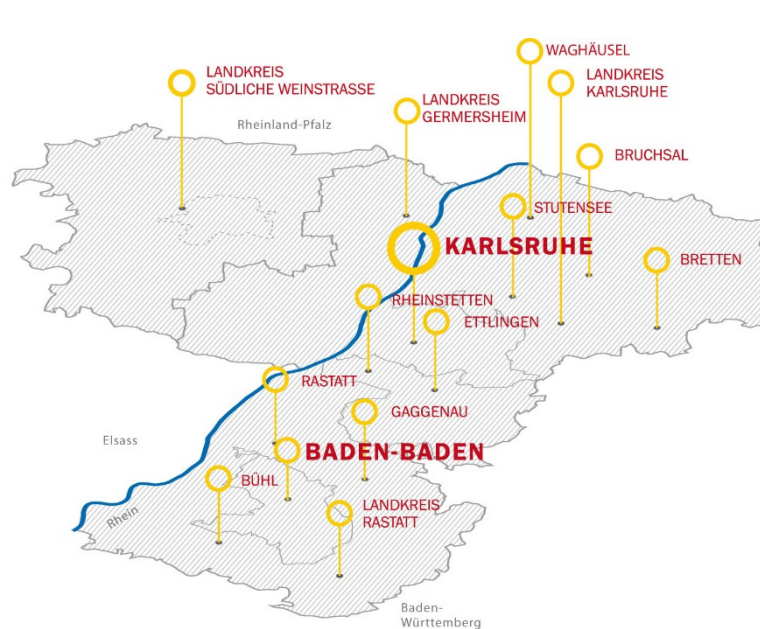 WAGHÄUSEL
LANDKREIS
SÜDLICHE WEINSTRASSE
LANDKREIS
KARLSRUHE
LANDKREIS
GERMERSHEIM
Rheinland-Pfalz
BRUCHSAL
STUTENSEE
KARLSRUHE
BRETTEN
RHEINSTETTEN
ETTLINGEN
RASTATT
GAGGENAU
Elsass
BADEN-BADEN
BÜHL
LANDKREIS
RASTATT
Rhein
Baden-
Württemberg